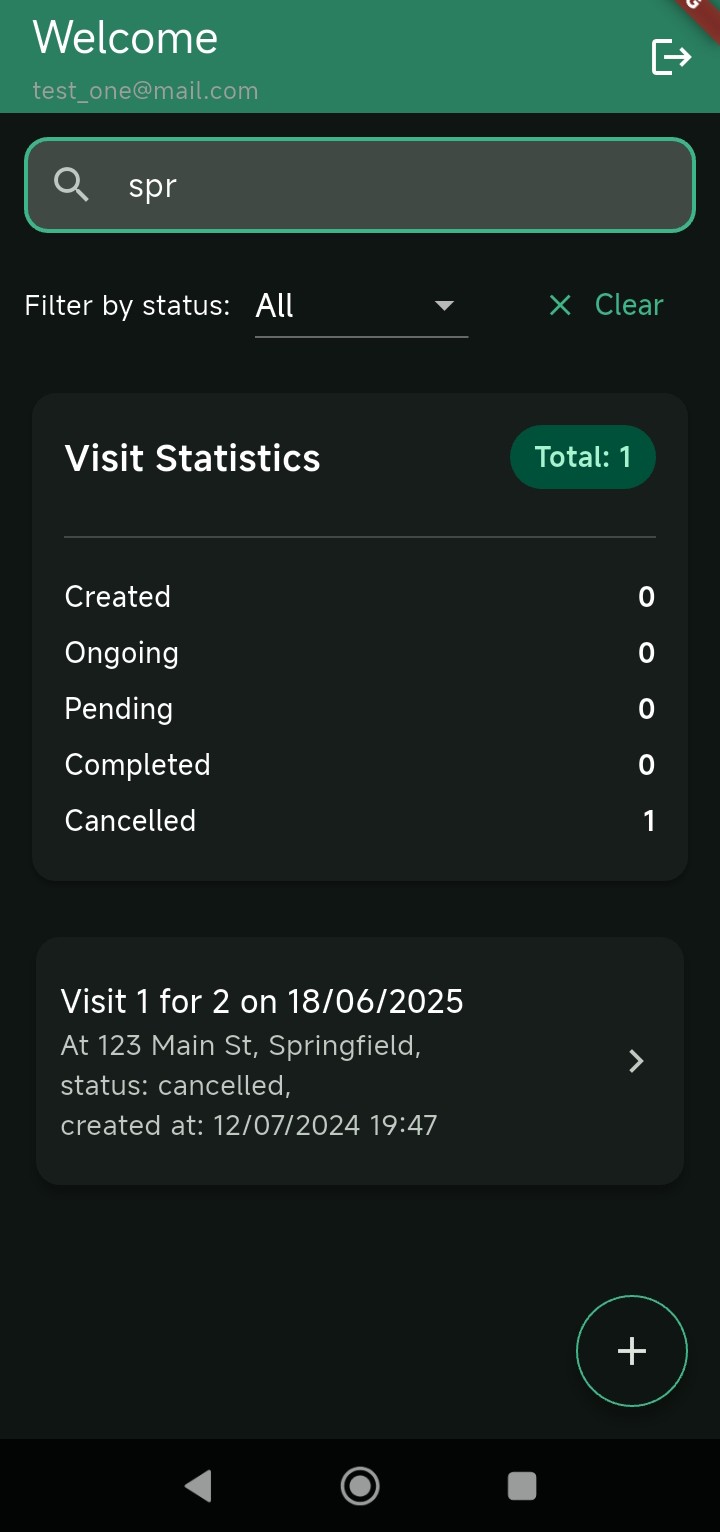 Welcome
test_one@mail.com
spr
Filter by status: All Clear
Visit Statistics Total: 1
Created 0
Ongoing 0
Pending 0
Completed 0
Cancelled 1
Visit 1 for 2 on 18/06/2025
At 123 Main St, Springfield,
status: cancelled,
created at: 12/07/2024 19:47